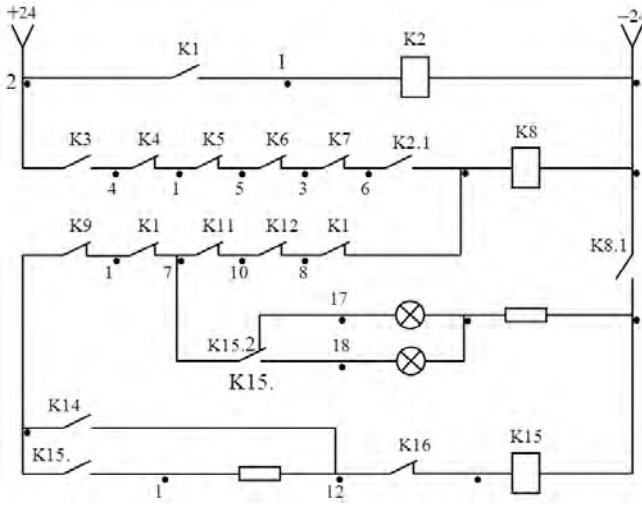 +24 −24
K1 1 K2
2
K3 K4 K5 K6 K7 K2.1 K8
4 1 5 3 6
K9 K1 K11 K12 K1 K8.1
1 7 10 8
17
K15.2 18
K15.
K14
K15. K16 K15
1 12